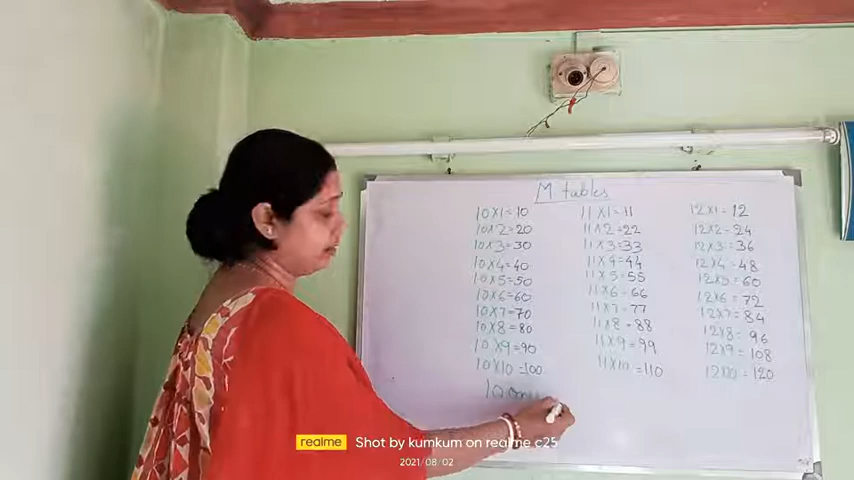 M tables
10X1=10
10X2=20
10X3=30
10X4=40
10X5=50
10X6=60
10X7=70
10X8=80
10X9=90
10X10=100
11X1=11
11X2=22
11X3=33
11X4=44
11X5=55
11X6=66
11X7=77
11X8=88
11X9=99
11X10=110
12X1=12
12X2=24
12X3=36
12X4=48
12X5=60
12X6=72
12X7=84
12X8=96
12X9=108
12X10=120
realme
Shot by kumkum on realme C25
2021/08/02